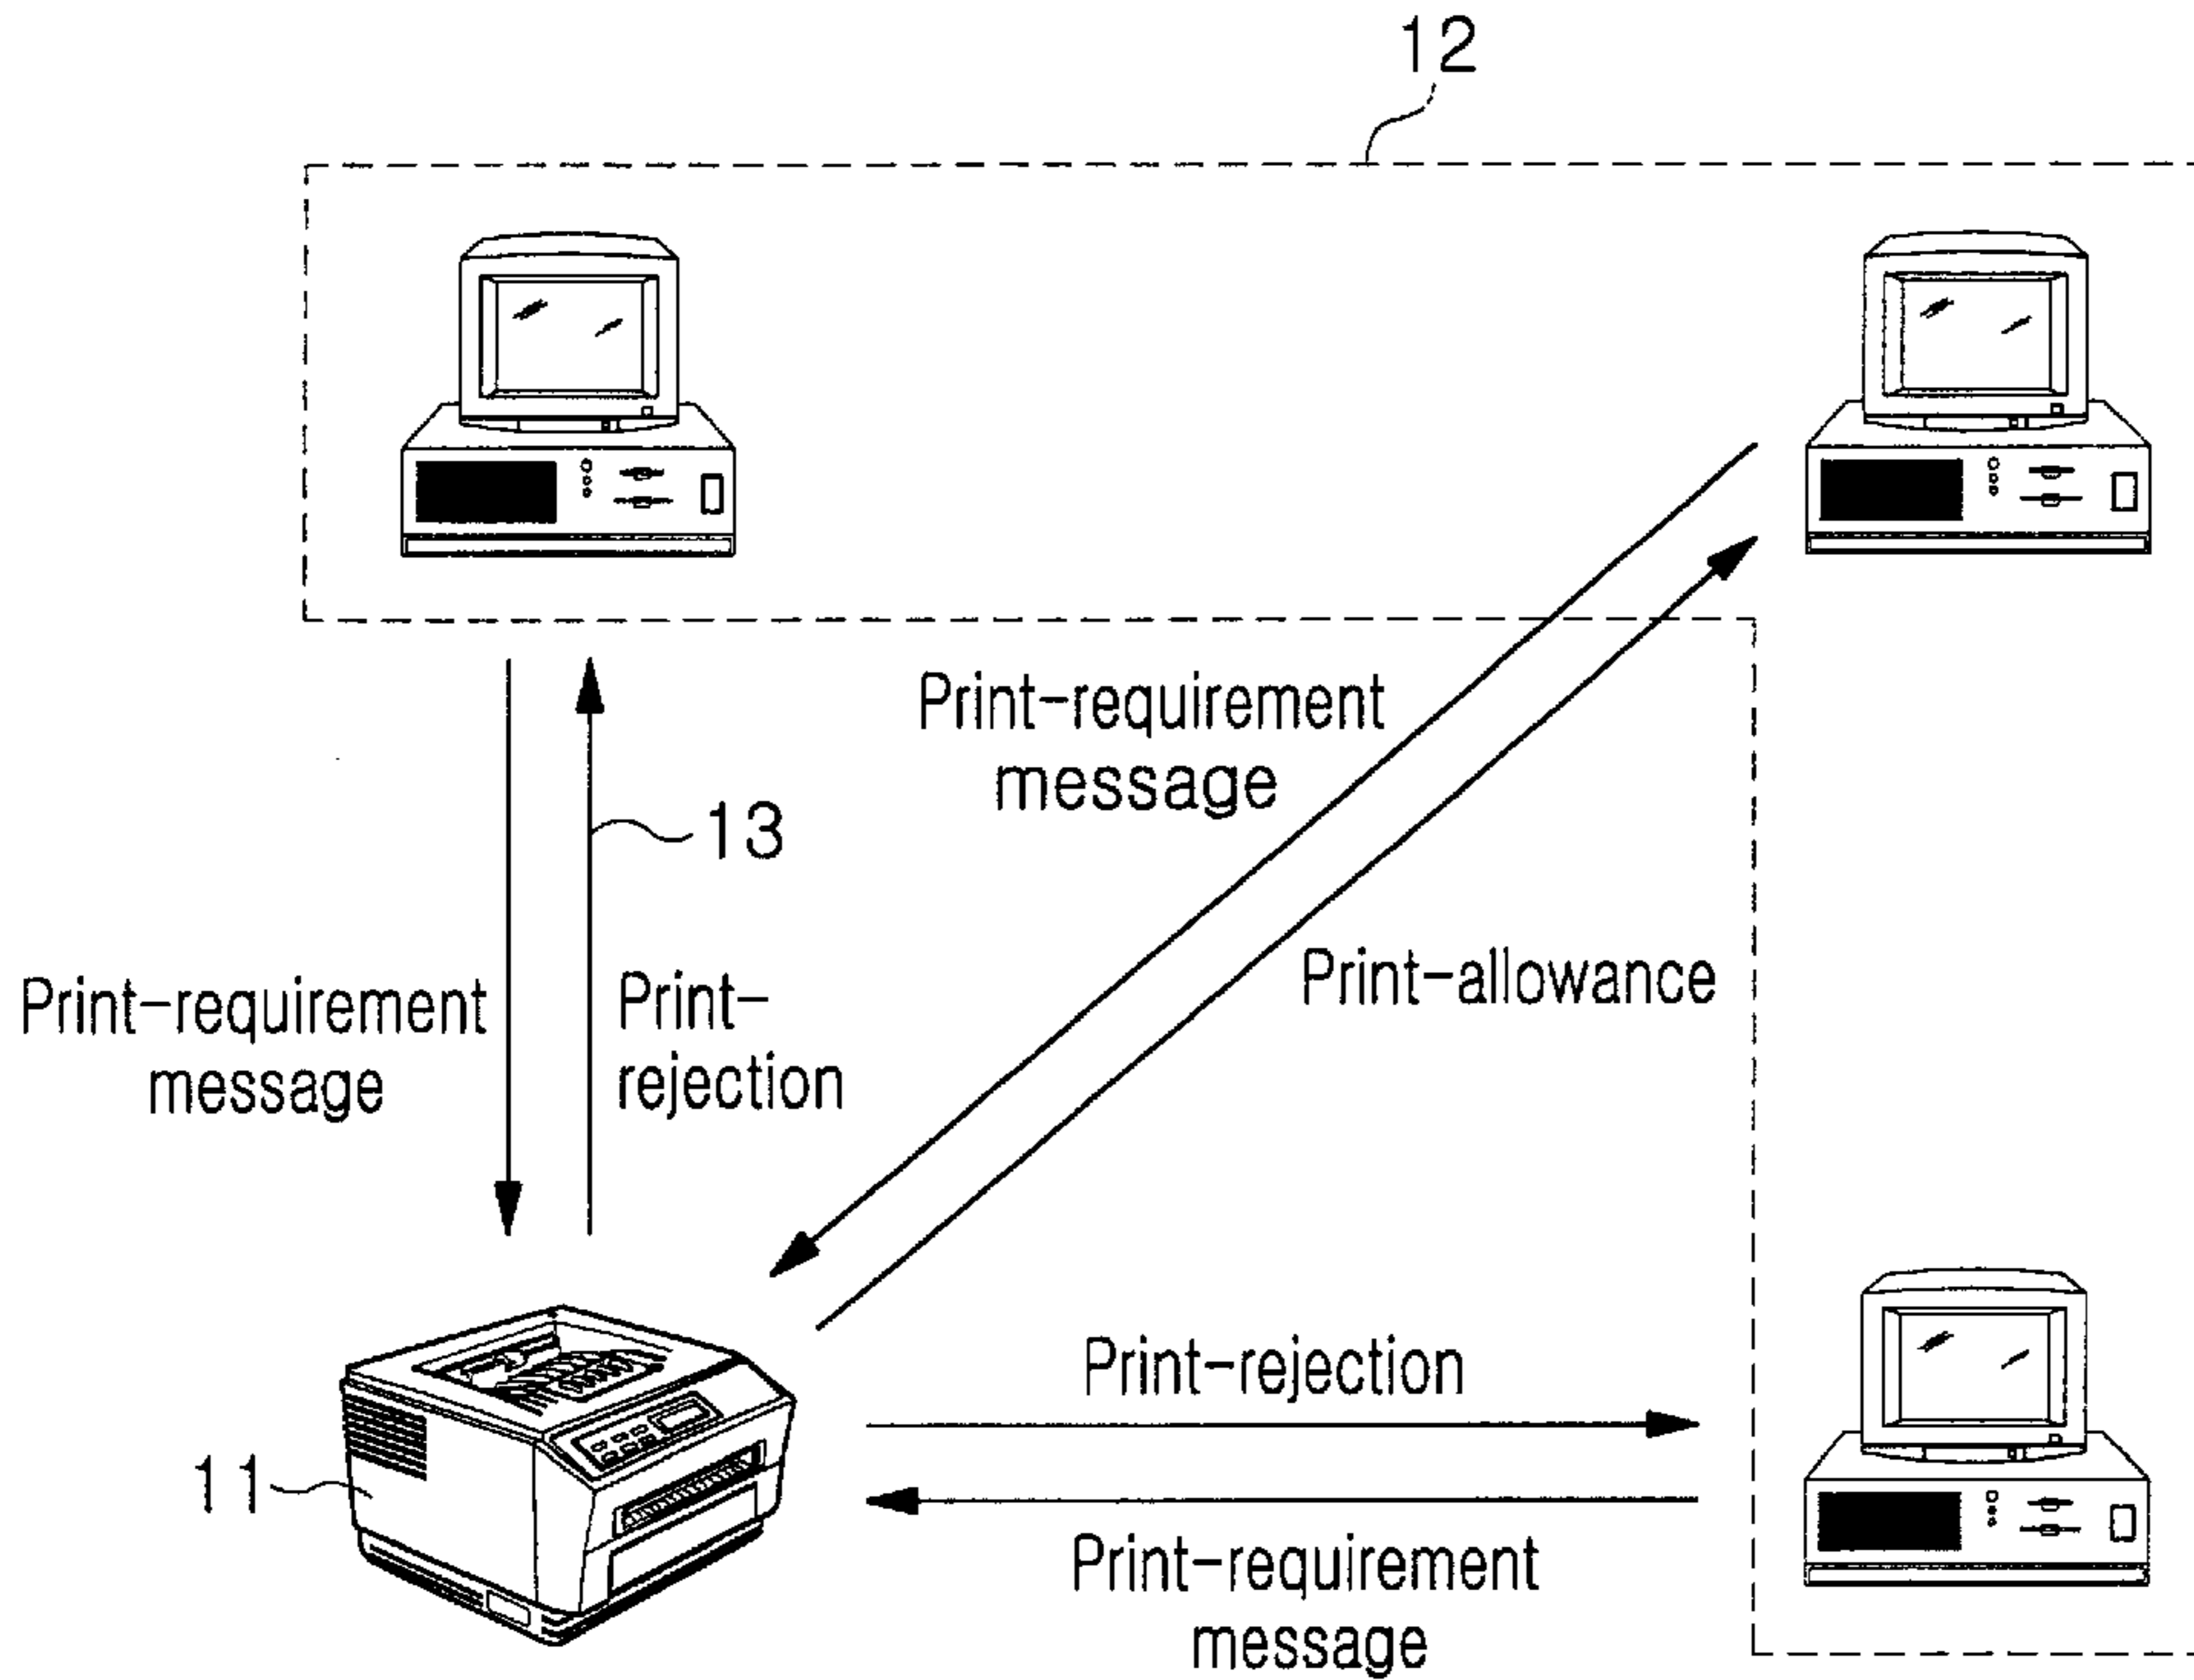 12
Print-requirement
message
13
Print-requirement
message
Print-
rejection
Print-allowance
Print-rejection
11
Print-requirement
message